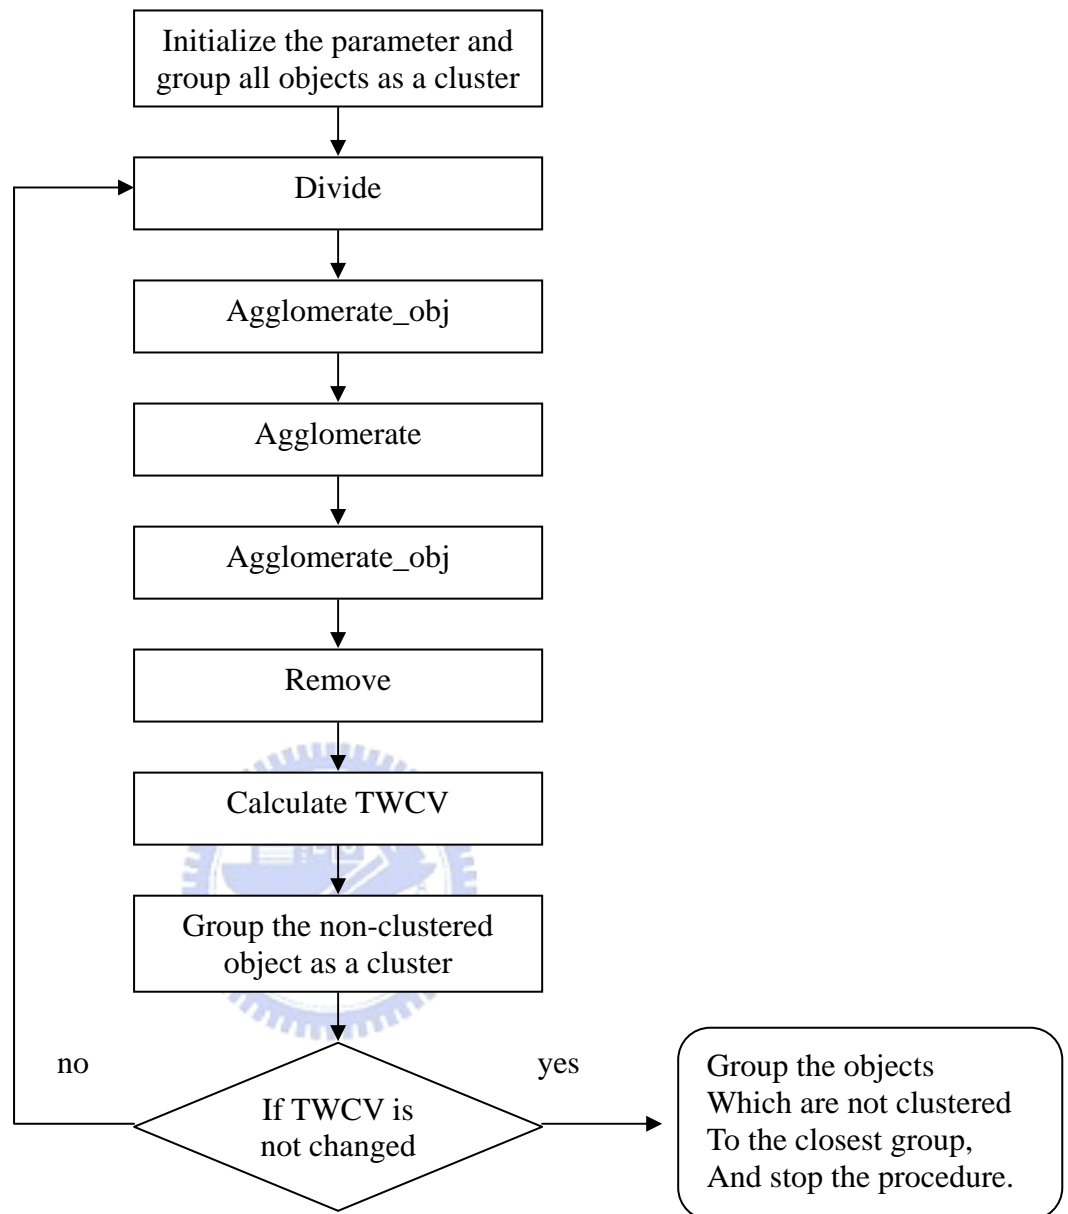 Initialize the parameter and
group all objects as a cluster
Divide
Agglomerate_obj
Agglomerate
Agglomerate_obj
Remove
Calculate TWCV
Group the non-clustered
object as a cluster
no
yes
If TWCV is
not changed
Group the objects
Which are not clustered
To the closest group,
And stop the procedure.